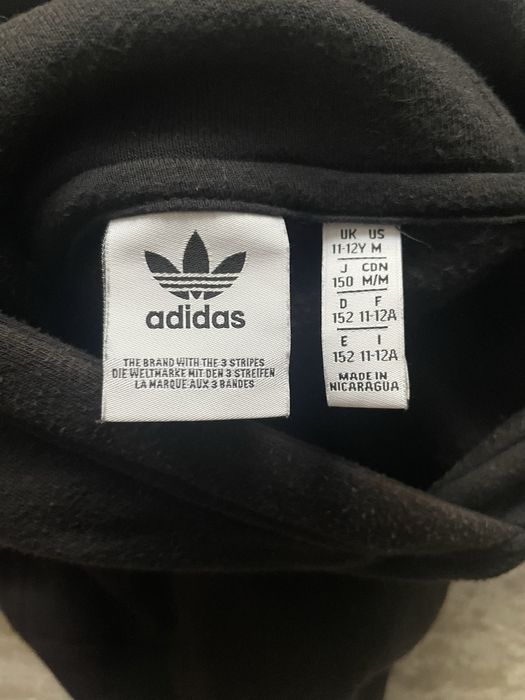 adidas
THE BRAND WITH THE 3 STRIPES
DIE WELTMARKE MIT DEN 3 STREIFEN
LA MARQUE AUX 3 BANDES
UK US
11-12Y M
J CDN
150 M/M
D F
152 11-12A
E I
152 11-12A
MADE IN
NICARAGUA